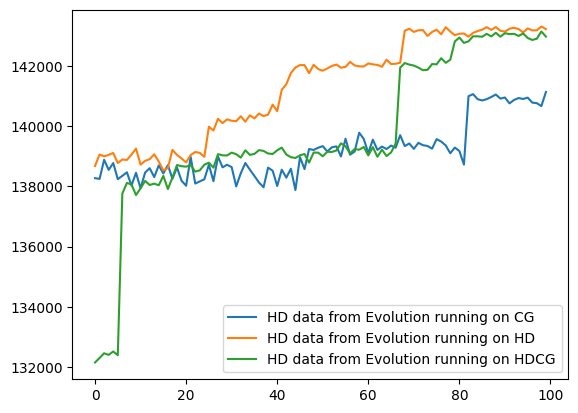 142000
140000
138000
136000
134000
132000
HD data from Evolution running on CG
HD data from Evolution running on HD
HD data from Evolution running on HDCG
0 20 40 60 80 100